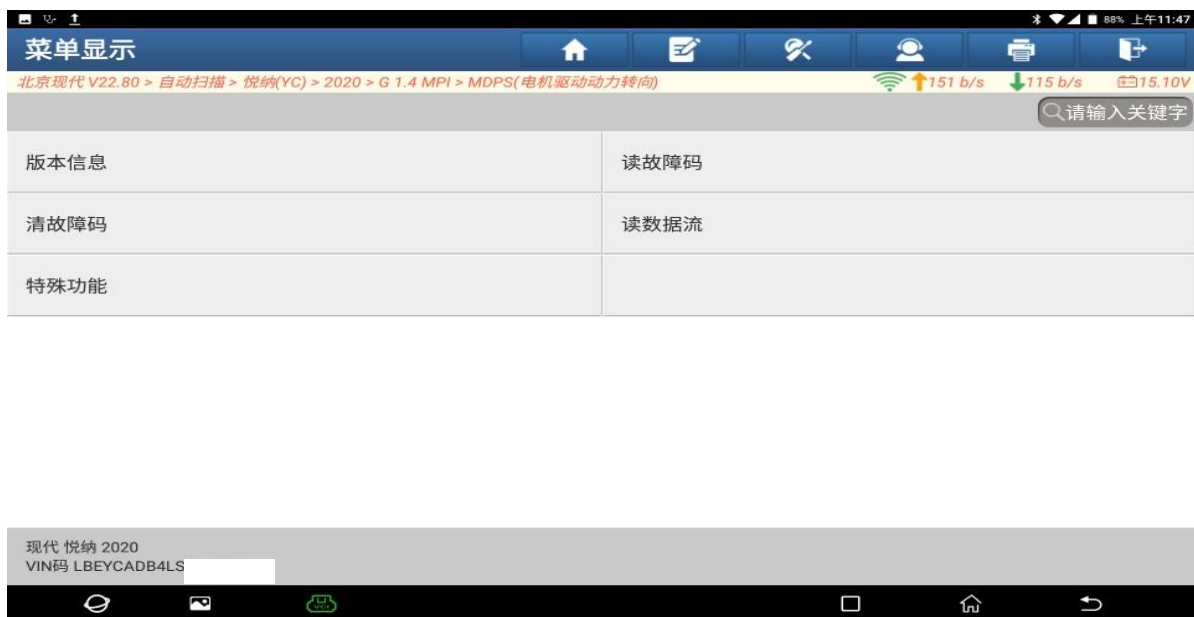 88% 上午11:47
菜单显示
北京现代 V22.80 > 自动扫描 > 悦纳(YC) > 2020 > G 1.4 MPI > MDPS(电机驱动动力转向) 151 b/s 115 b/s 15.10V
请输入关键字
版本信息 读故障码
清故障码 读数据流
特殊功能
现代 悦纳 2020
VIN码 LBEYCADB4LS
VCI